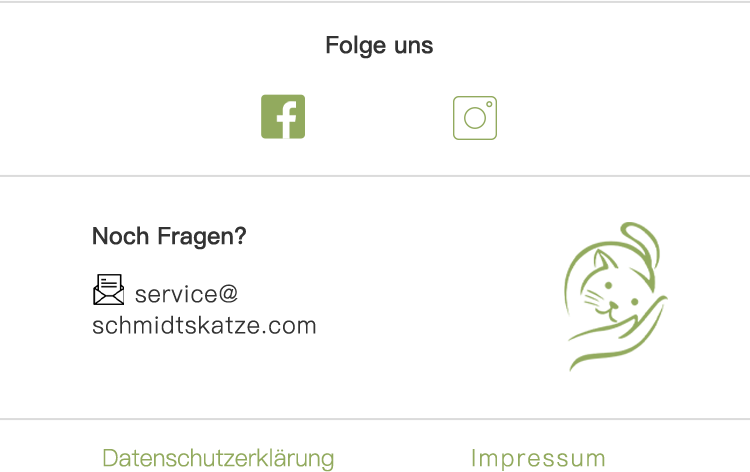 Folge uns
Noch Fragen?
service@
schmidtskatze.com
Datenschutzerklärung
Impressum